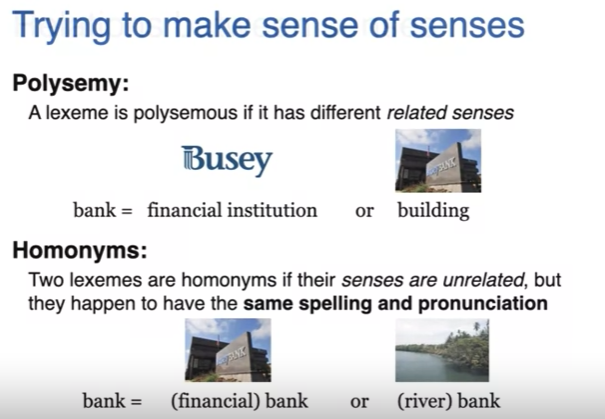 Trying to make sense of senses
Polysemy:
A lexeme is polysemous if it has different related senses
Busey
bank = financial institution or building
Homonyms:
Two lexemes are homonyms if their senses are unrelated, but
they happen to have the same spelling and pronunciation
BANK
bank = (financial) bank or (river) bank